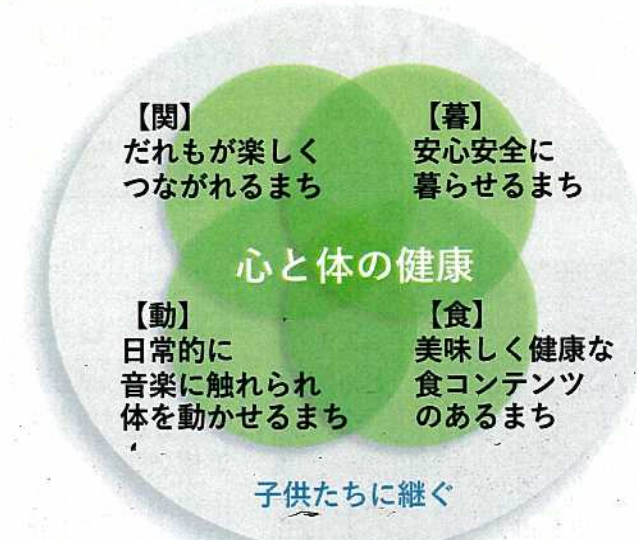 【関】
だれもが楽しく
つながれるまち
【暮】
安心安全に
暮らせるまち
心と体の健康
【動】
日常的に
音楽に触れられ
体を動かせるまち
【食】
美味しく健康な
食コンテンツ
のあるまち
子供たちに継ぐ